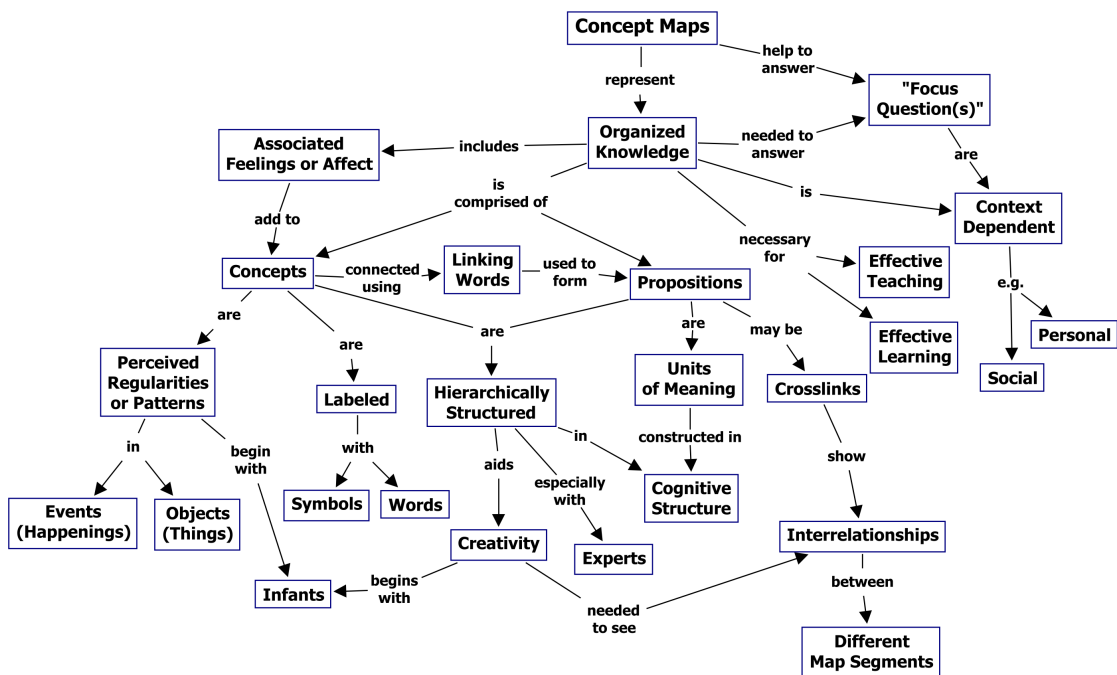 Concept Maps
help to
answer
represent
"Focus
Question(s)"
Associated
Feelings or Affect
includes
Organized
Knowledge
needed to
answer
are
is
comprised of
is
Context
Dependent
add to
necessary
for
Concepts
connected
using
Linking
Words
used to
form
Propositions
Effective
Teaching
e.g.
are
are
are
are
may be
Effective
Learning
Personal
Perceived
Regularities
or Patterns
Labeled
Hierarchically
Structured
Units
of Meaning
Crosslinks
Social
in
begin
with
with
aids
in
constructed in
show
especially
with
Events
(Happenings)
Objects
(Things)
Symbols
Words
Cognitive
Structure
Creativity
Experts
Interrelationships
Infants
begins
with
needed
to see
between
Different
Map Segments